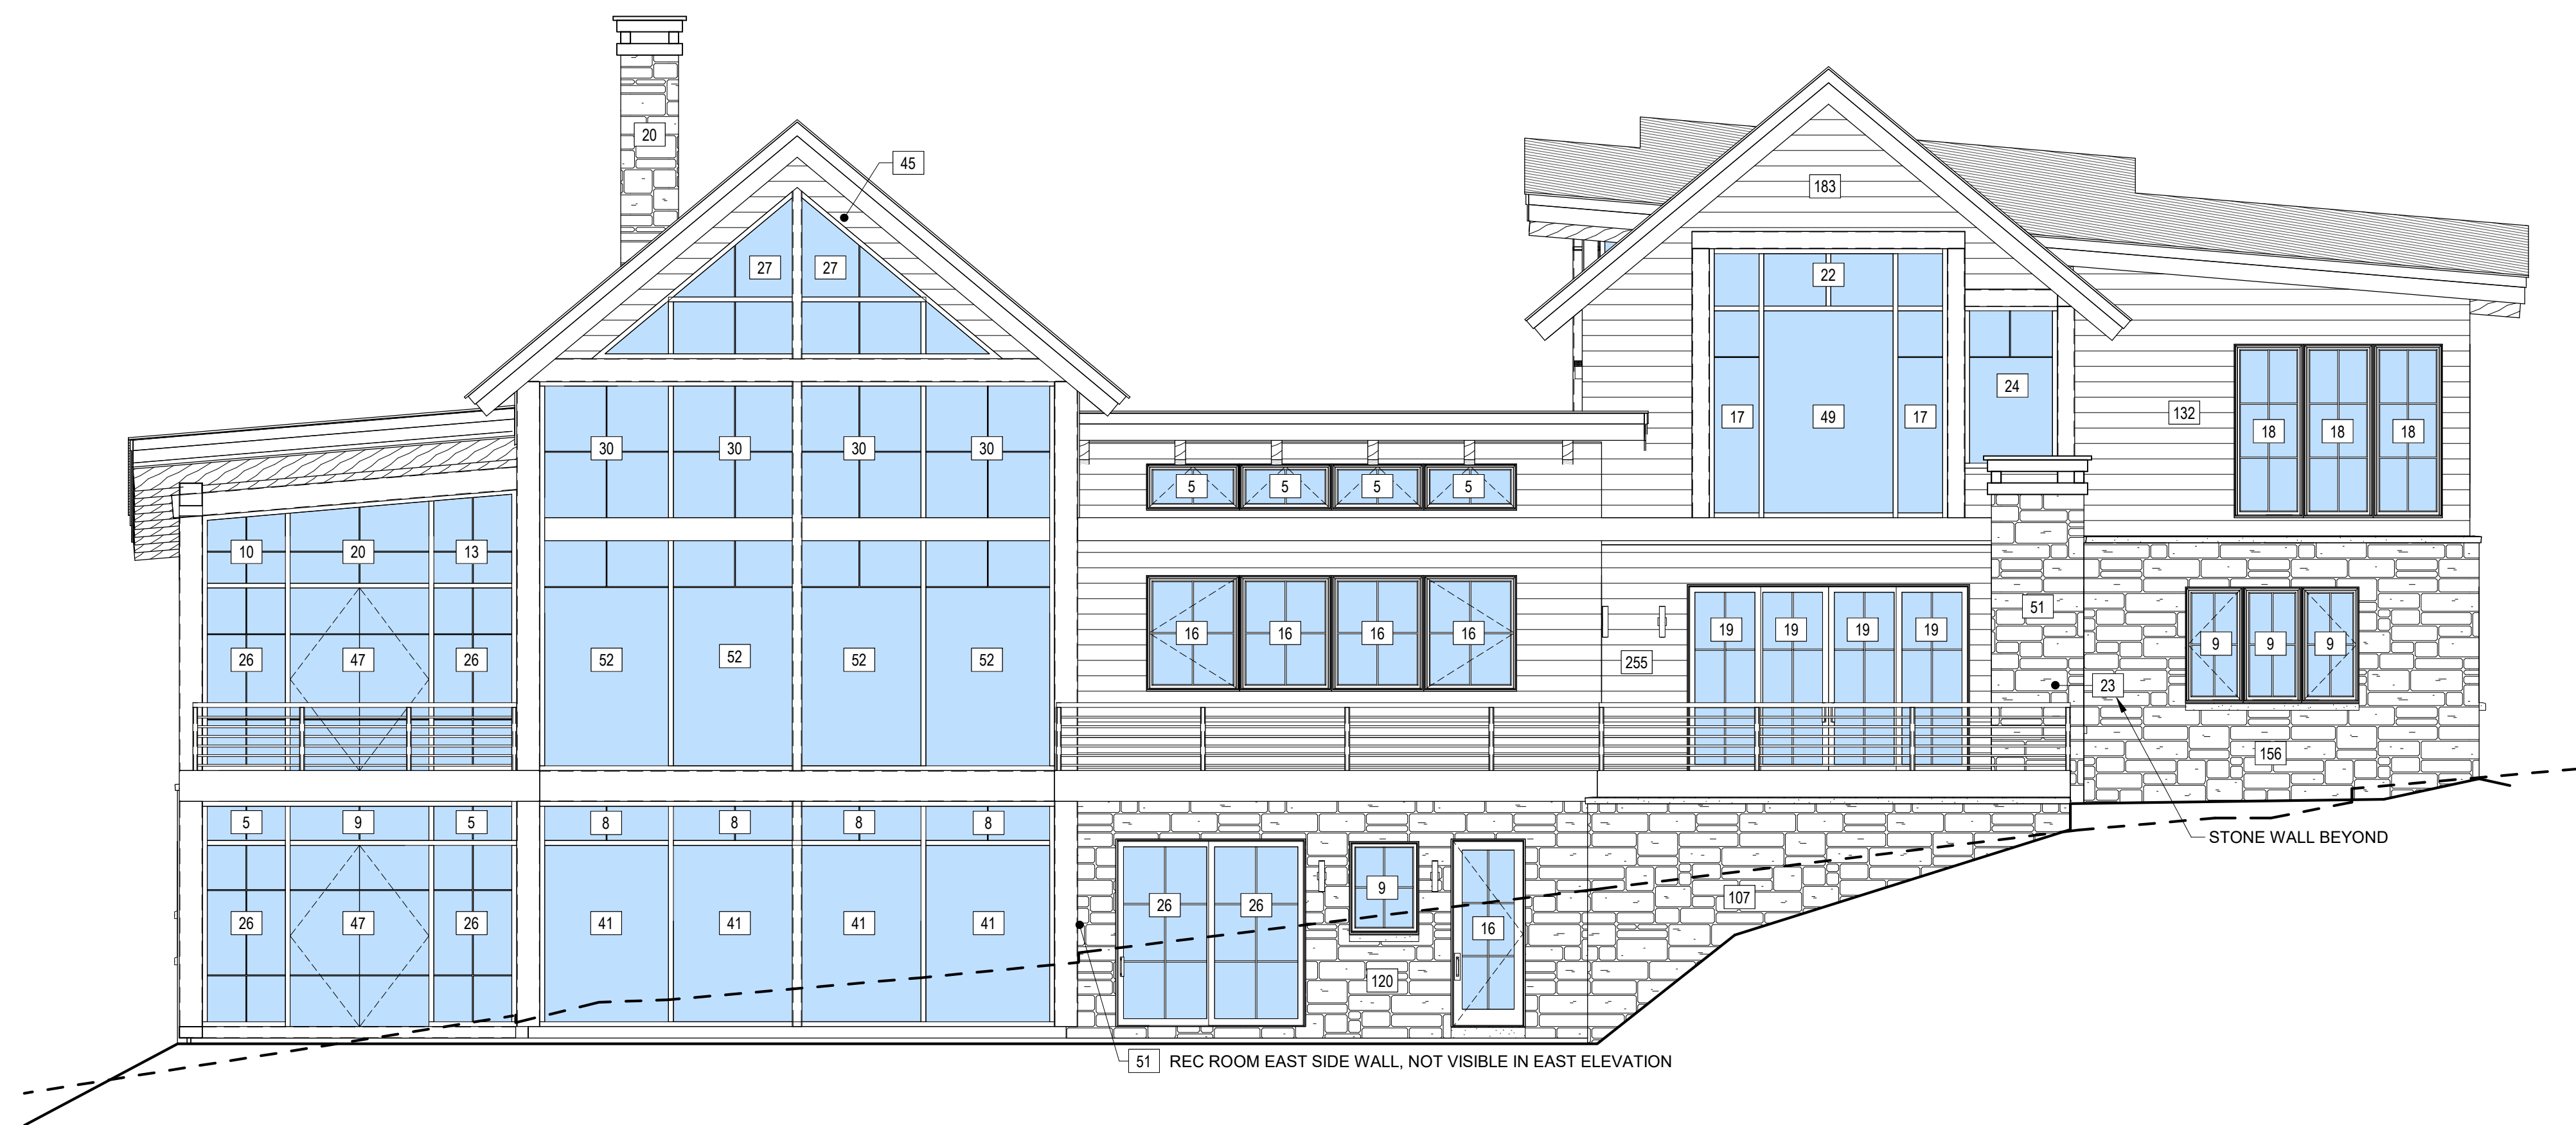 20
45
183
27 27
22
24
17 49 17
132
18 18 18
30 30 30 30
5 5 5 5
10 20 13
51
19 19 19 19
16 16 16 16
9 9 9
26 47 26
52 52 52 52
255
23
156
5 9 5
8 8 8 8
STONE WALL BEYOND
9
107
26 26
26 47 26
41 41 41 41
16
120
51 REC ROOM EAST SIDE WALL, NOT VISIBLE IN EAST ELEVATION